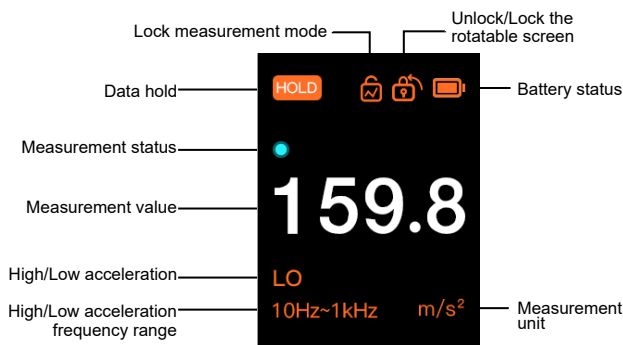 Unlock/Lock the
rotatable screen
Lock measurement mode
HOLD
Data hold
Battery status
Measurement status
159.8
Measurement value
LO
High/Low acceleration
10Hz~1kHz
m/s²
High/Low acceleration
frequency range
Measurement
unit